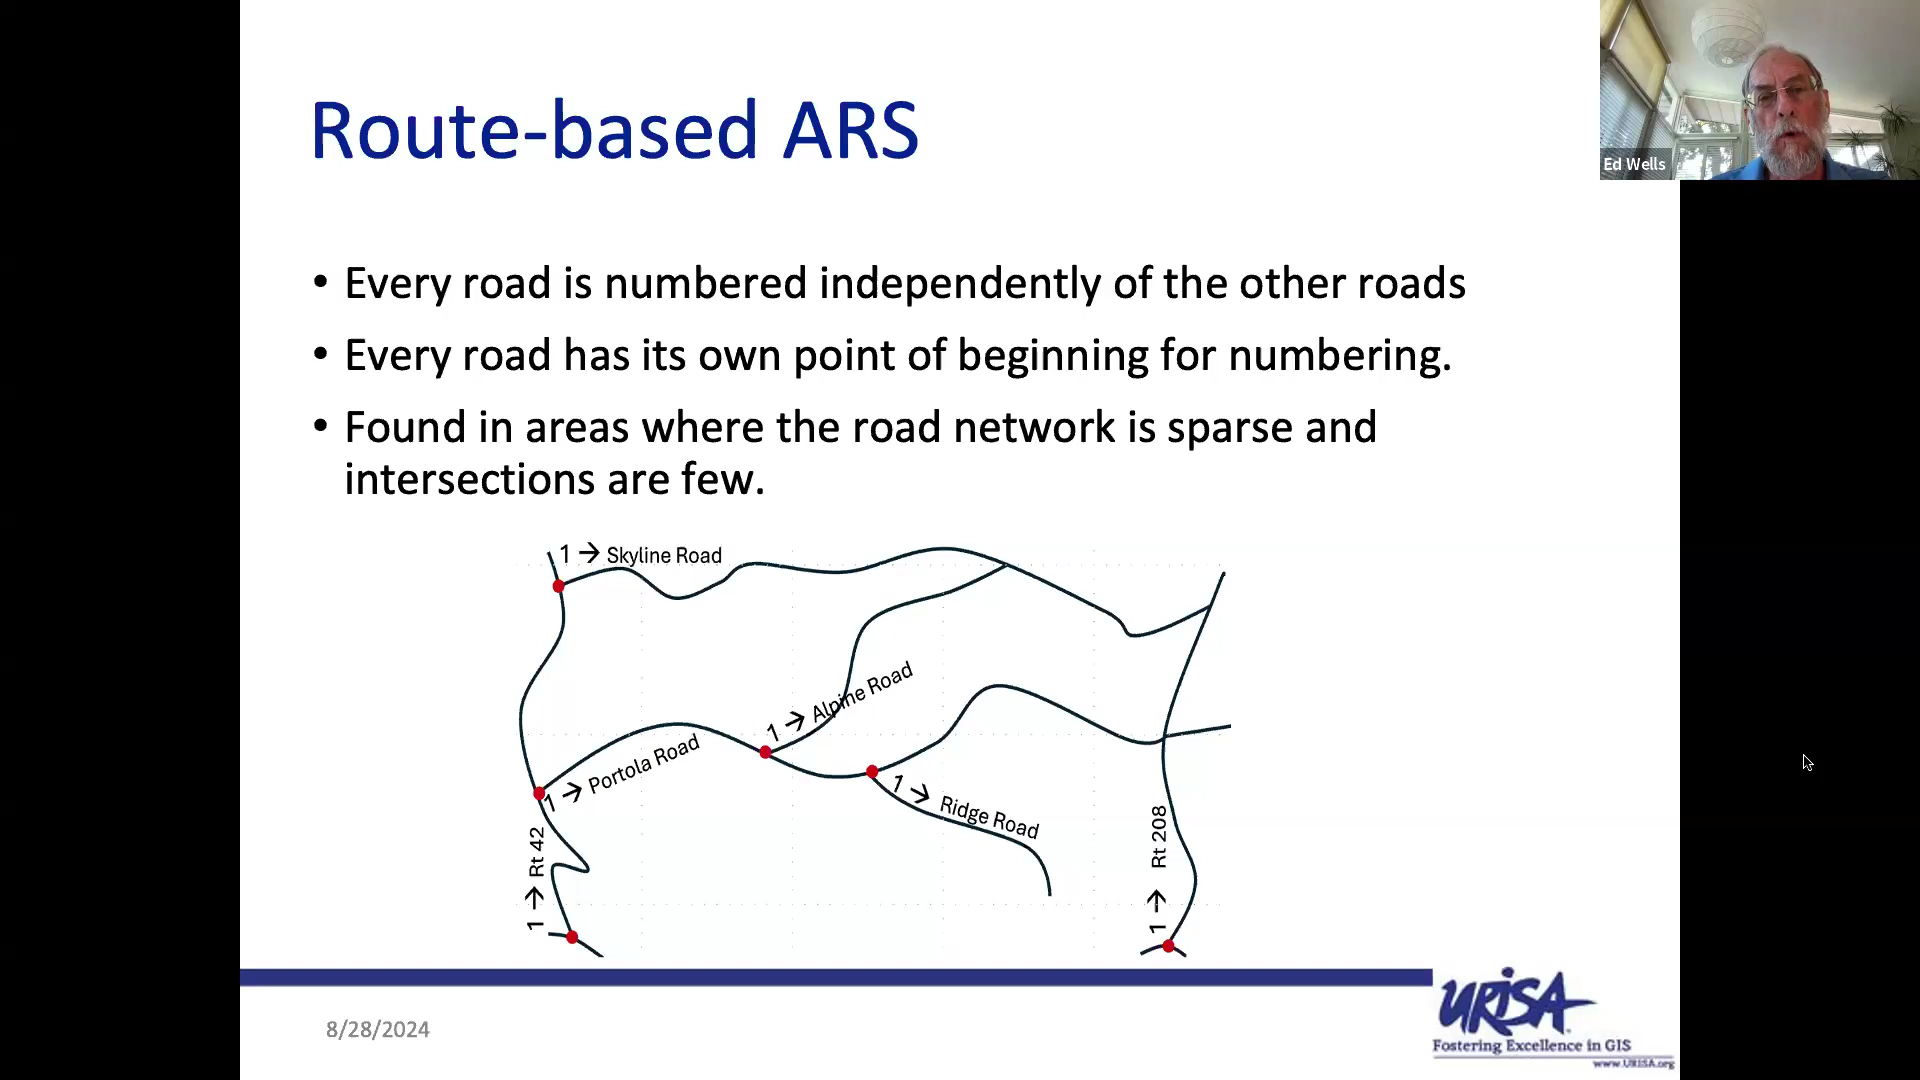 Route-based ARS
Ed Wells
• Every road is numbered independently of the other roads
• Every road has its own point of beginning for numbering.
• Found in areas where the road network is sparse and
intersections are few.
1 → Skyline Road
1 → Alpine Road
1 → Portola Road
1 → Ridge Road
1 → Rt 42
1 → Rt 208
8/28/2024
URISA
Fostering Excellence in GIS
www.URISA.org